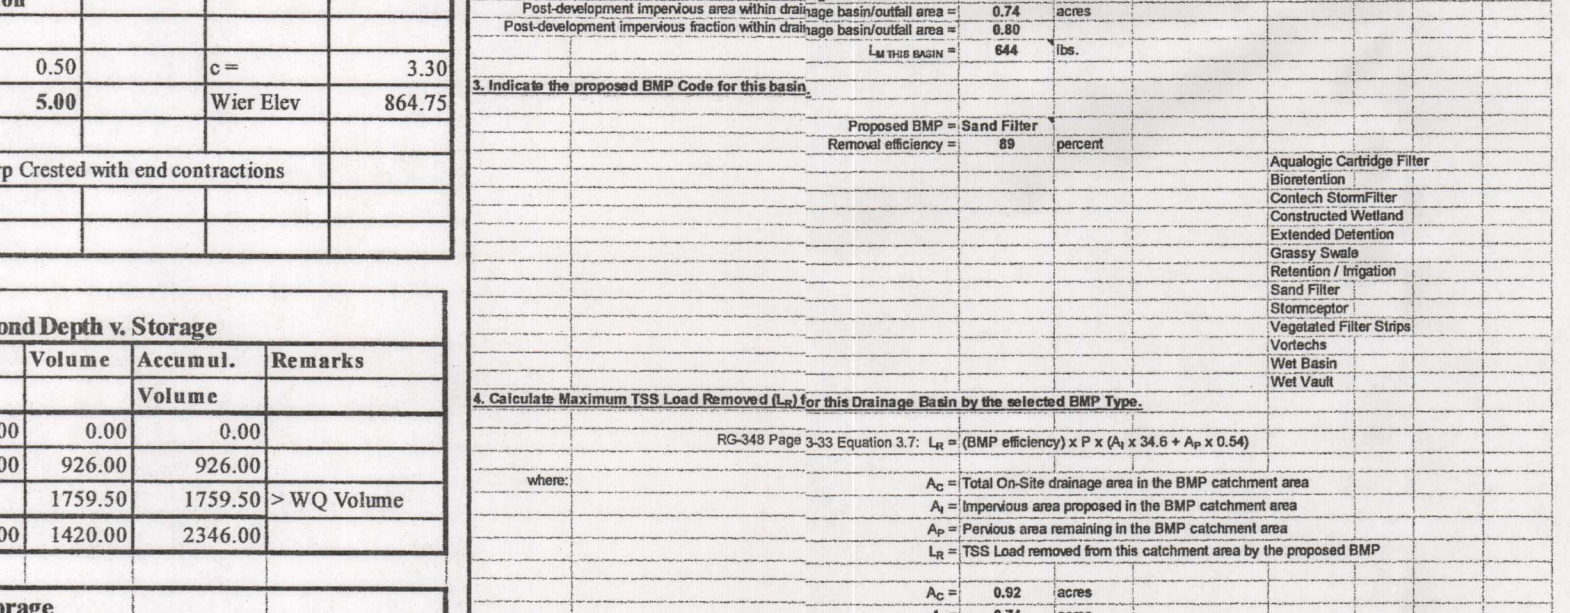 0.50 c = 3.30
5.00 Wier Elev 864.75
Crested with end contractions
Depth v. Storage
Volume Accumul. Remarks
Volume
0.00 0.00
926.00 926.00
1759.50 1759.50 > WQ Volume
1420.00 2346.00
Post-development impervious area within drainage basin/outfall area = 0.74 acres
Post-development impervious fraction within drainage basin/outfall area = 0.80
LM THIS BASIN = 644 lbs.
3. Indicate the proposed BMP Code for this basin.
Proposed BMP = Sand Filter
Removal efficiency = 89 percent
Aqualogic Cartridge Filter
Bioretention
Contech StormFilter
Constructed Wetland
Extended Detention
Grassy Swale
Retention / Irrigation
Sand Filter
Stormceptor
Vegetated Filter Strips
Vortechs
Wet Basin
Wet Vault
4. Calculate Maximum TSS Load Removed (LR) for this Drainage Basin by the selected BMP Type.
RG-348 Page 3-33 Equation 3.7: LR = (BMP efficiency) x P x (AI x 34.6 + AP x 0.54)
where:
AC = Total On-Site drainage area in the BMP catchment area
AI = Impervious area proposed in the BMP catchment area
AP = Pervious area remaining in the BMP catchment area
LR = TSS Load removed from this catchment area by the proposed BMP
AC = 0.92 acres